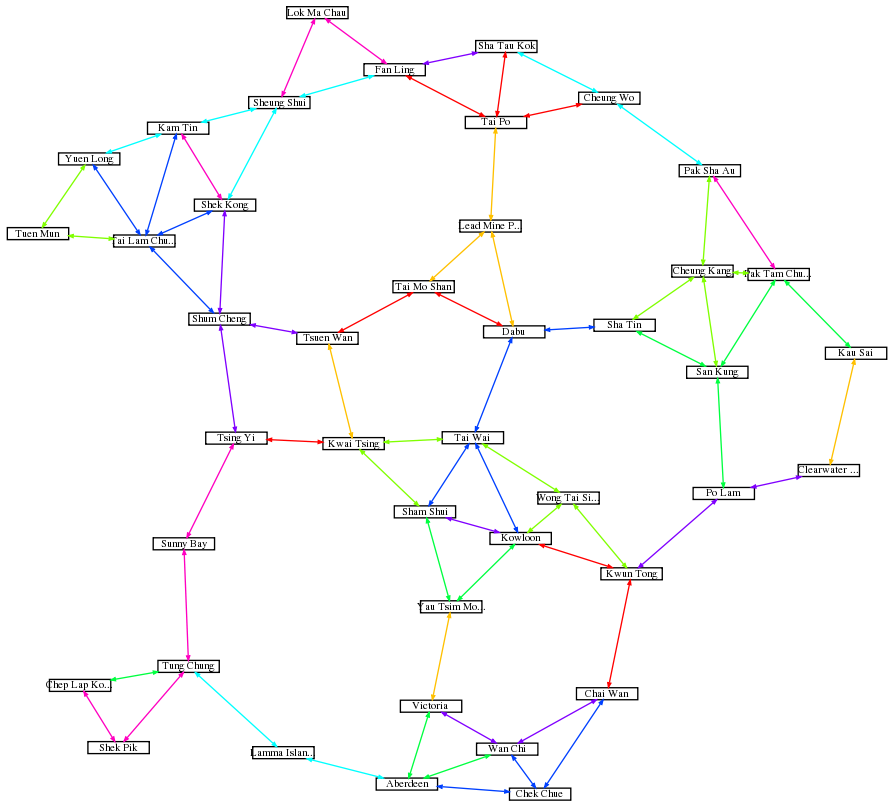 Lok Ma Chau
Sha Tau Kok
Fan Ling
Cheung Wo
Sheung Shui
Tai Po
Kam Tin
Yuen Long
Pak Sha Au
Shek Kong
Lead Mine P...
Tuen Mun
Tai Lam Chu...
Cheung Kang
Pak Tam Chu...
Tai Mo Shan
Shum Cheng
Sha Tin
Dabu
Tsuen Wan
Kau Sai
San Kung
Tsing Yi
Tai Wai
Kwai Tsing
Clearwater ...
Po Lam
Wong Tai Si...
Sham Shui
Kowloon
Sunny Bay
Kwun Tong
Yau Tsim Mo...
Tung Chung
Chep Lap Ko...
Chai Wan
Victoria
Shek Pik
Wan Chi
Lamma Islan...
Aberdeen
Chek Chue